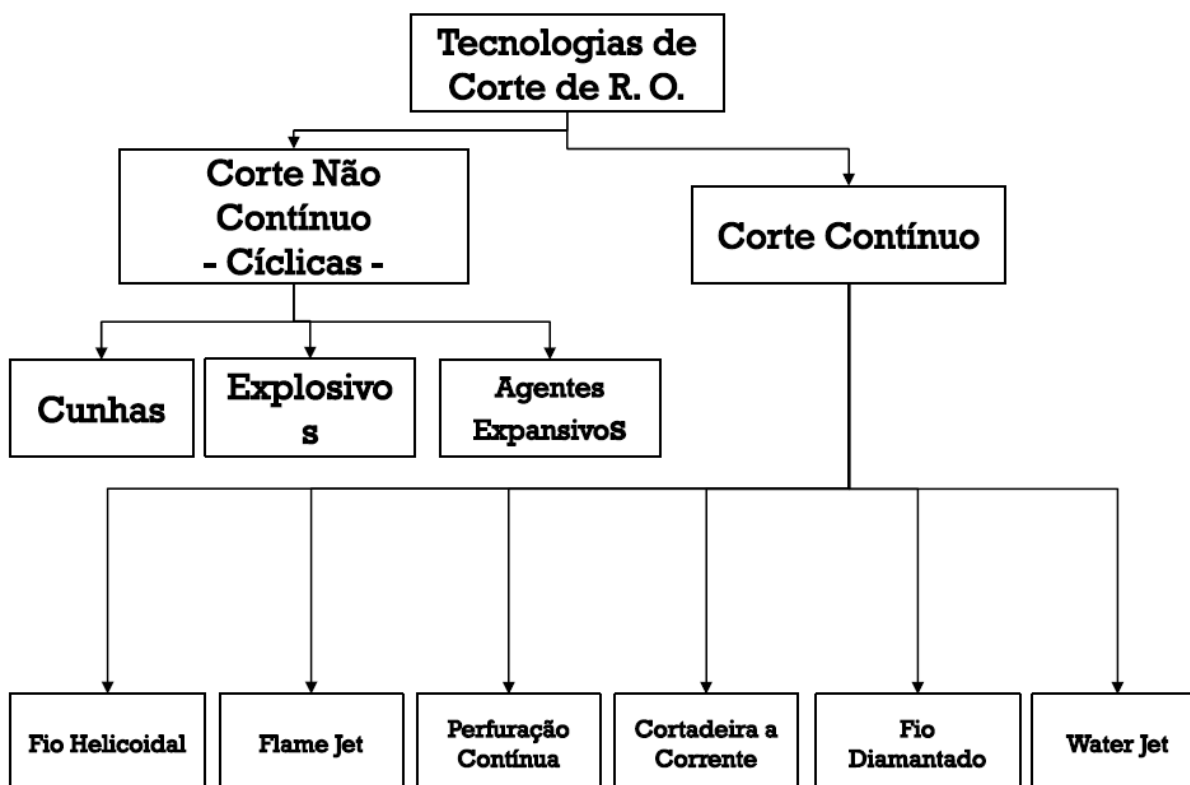 Tecnologias de
Corte de R. O.
Corte Não
Contínuo
- Cíclicas -
Corte Contínuo
Cunhas
Explosivo
s
Agentes
Expansivos
Fio Helicoidal
Flame Jet
Perfuração
Contínua
Cortadeira a
Corrente
Fio
Diamantado
Water Jet